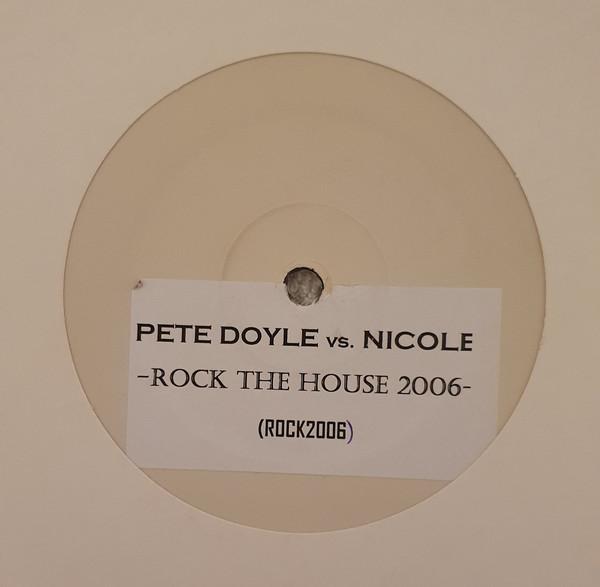 PETE DOYLE vs. NICOLE
-ROCK THE HOUSE 2006-
(ROCK2006)